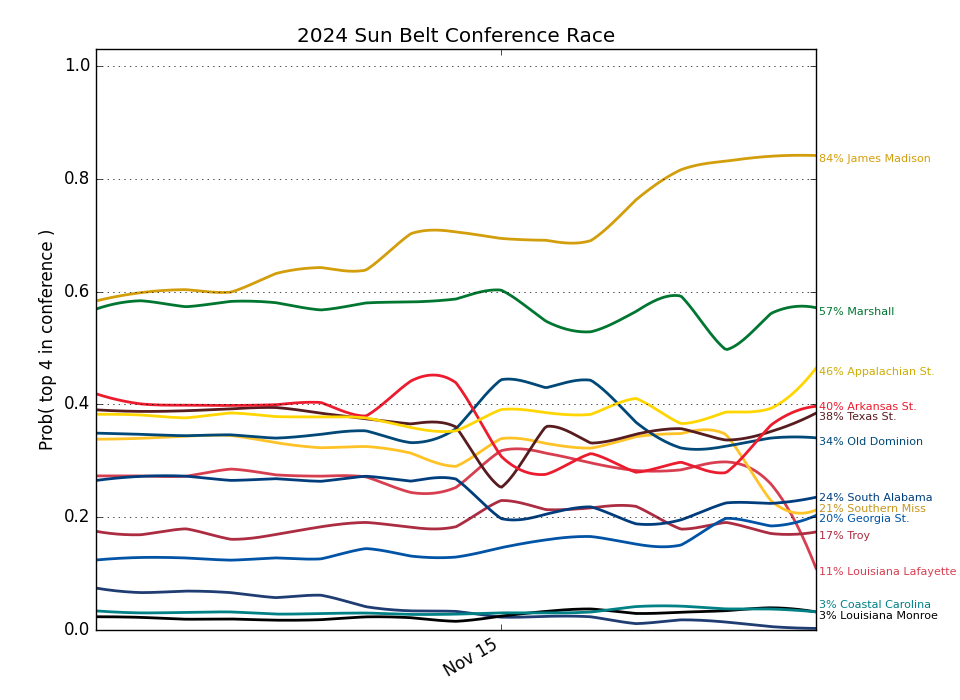 2024 Sun Belt Conference Race
Prob( top 4 in conference )
1.0
0.8
0.6
0.4
0.2
0.0
Nov 15
84% James Madison
57% Marshall
46% Appalachian St.
40% Arkansas St.
38% Texas St.
34% Old Dominion
24% South Alabama
21% Southern Miss
20% Georgia St.
17% Troy
11% Louisiana Lafayette
3% Coastal Carolina
3% Louisiana Monroe